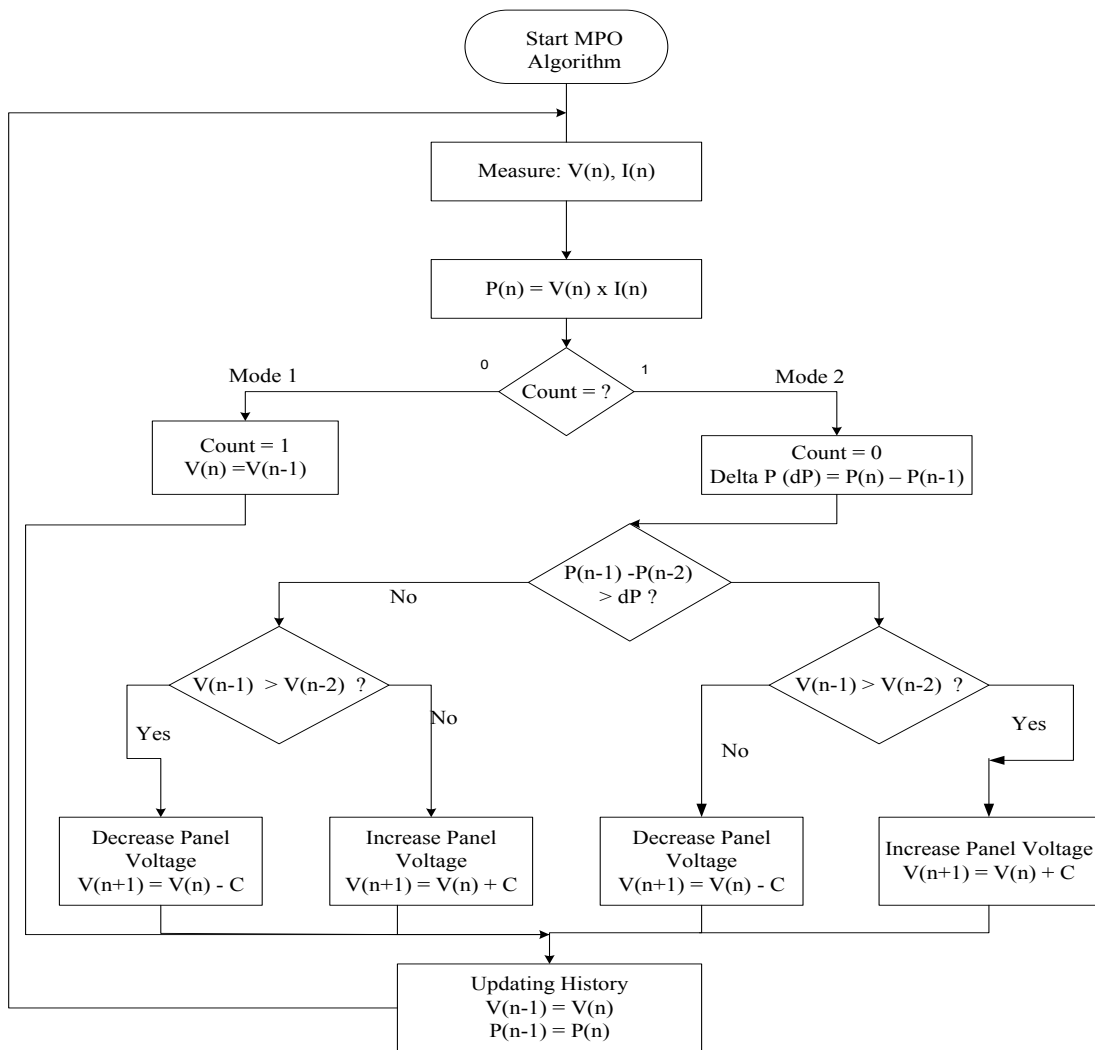 Start MPO
Algorithm
Measure: V(n), I(n)
P(n) = V(n) x I(n)
Mode 1
0
Count = ?
1
Mode 2
Count = 1
V(n) =V(n-1)
Count = 0
Delta P (dP) = P(n) – P(n-1)
P(n-1) -P(n-2)
> dP ?
No
V(n-1) > V(n-2) ?
Yes
No
V(n-1) > V(n-2) ?
No
Yes
Decrease Panel
Voltage
V(n+1) = V(n) - C
Increase Panel
Voltage
V(n+1) = V(n) + C
Decrease Panel
Voltage
V(n+1) = V(n) - C
Increase Panel Voltage
V(n+1) = V(n) + C
Updating History
V(n-1) = V(n)
P(n-1) = P(n)